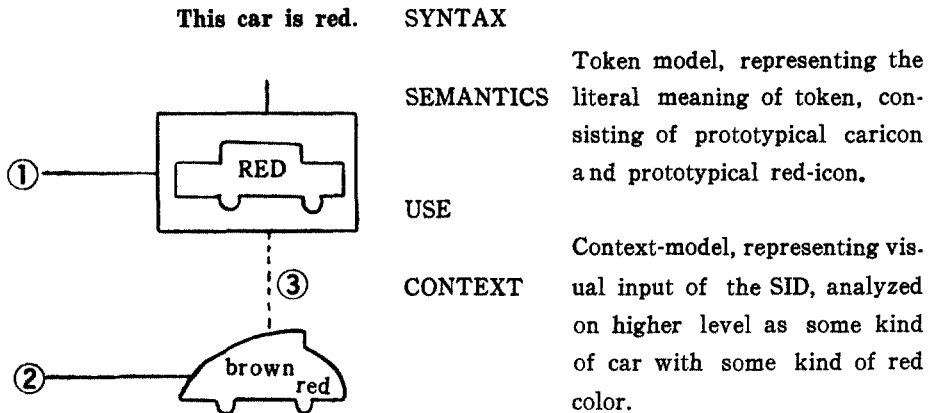 This car is red. SYNTAX
Token model, representing the
SEMANTICS literal meaning of token, con-
sisting of prototypical caricon
and prototypical red-icon.
① RED
USE
Context-model, representing vis-
③ CONTEXT ual input of the SID, analyzed
on higher level as some kind
of car with some kind of red
color.
② brown
red